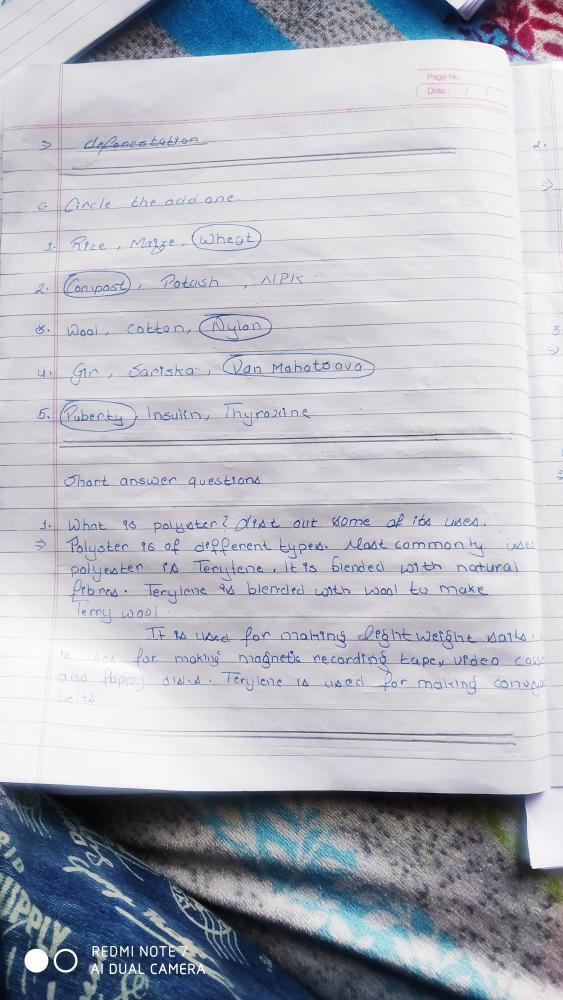 Page No.
Date : / /
⇒ deforestation
2.
⇒
C Circle the odd one.
1. Rice , Maize, Wheat
2. Compost , Potash , NPK
3. Wool, Cotton, Nylon
3.
⇒
4. Gir , Sariska , Van Mahotsava
5. Puberty, Insulin, Thyroxine
Short answer questions
1. What is polyster? List out some of its uses.
⇒ Polyster is of different types. Most commonly used
polyester is Terylene. It is blended with natural
fibres. Terylene is blended with wool to make
Terry wool.
It is used for making light weight sails.
is used for making magnetic recording tape, video
and floppy disks. Terylene is used for making
belts.
REDMI NOTE 7
AI DUAL CAMERA